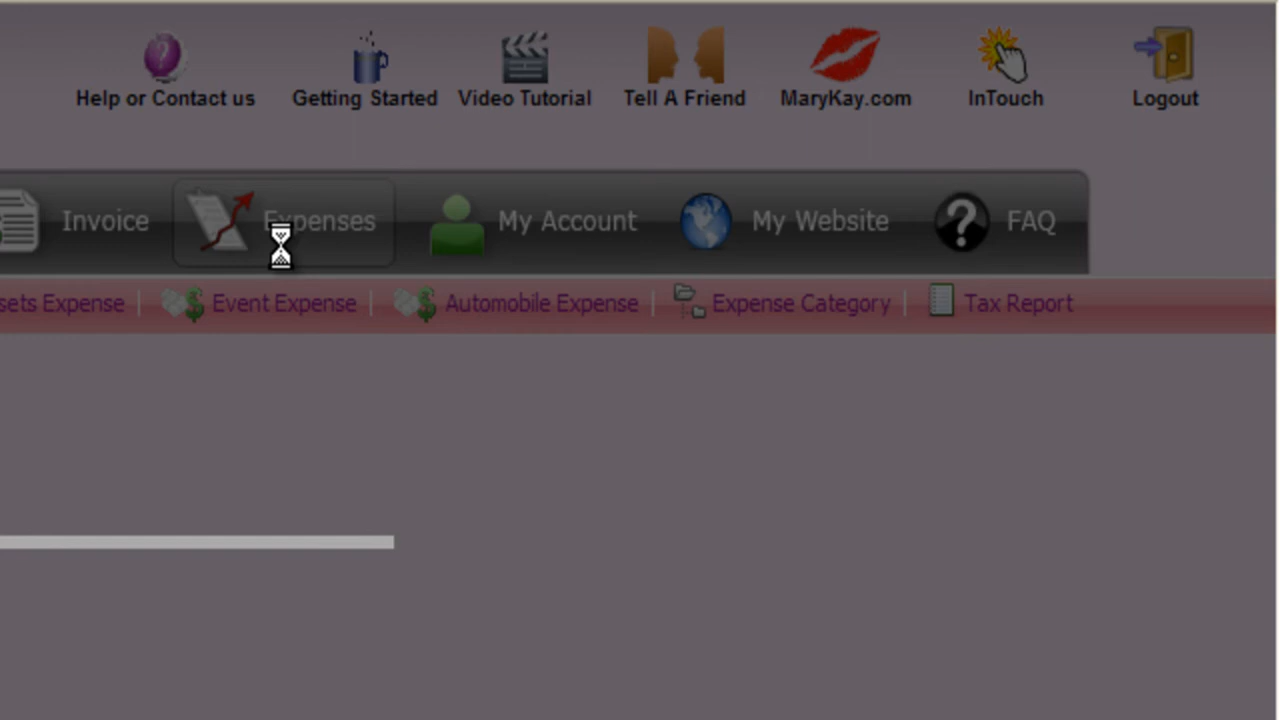 Help or Contact us Getting Started Video Tutorial Tell A Friend MaryKay.com InTouch Logout
Invoice Expenses My Account My Website FAQ
sets Expense Event Expense Automobile Expense Expense Category Tax Report